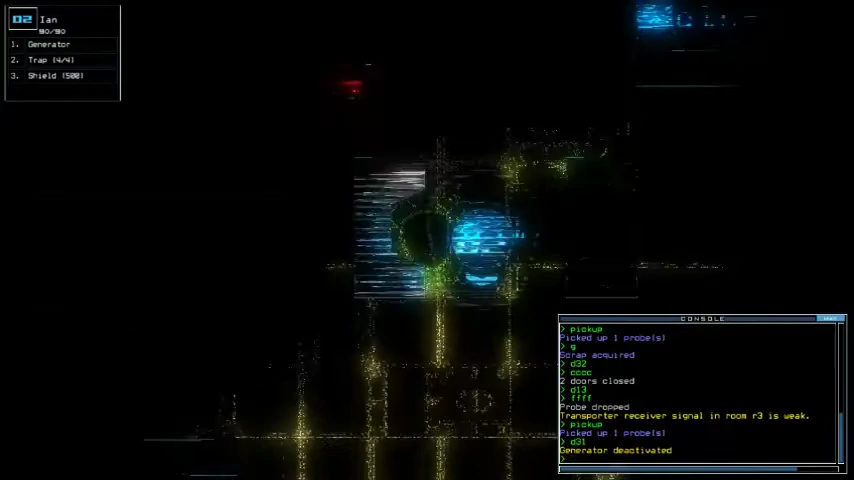 02 Ian
90/90
1. Generator
2. Trap (4/4)
3. Shield (500)
CONSOLE
> pickup
Picked up 1 probe(s)
> g
Scrap acquired
> d32
> cccc
2 doors closed
> d13
> ffff
Probe dropped
Transporter receiver signal in room r3 is weak.
> pickup
Picked up 1 probe(s)
> d31
Generator deactivated
>